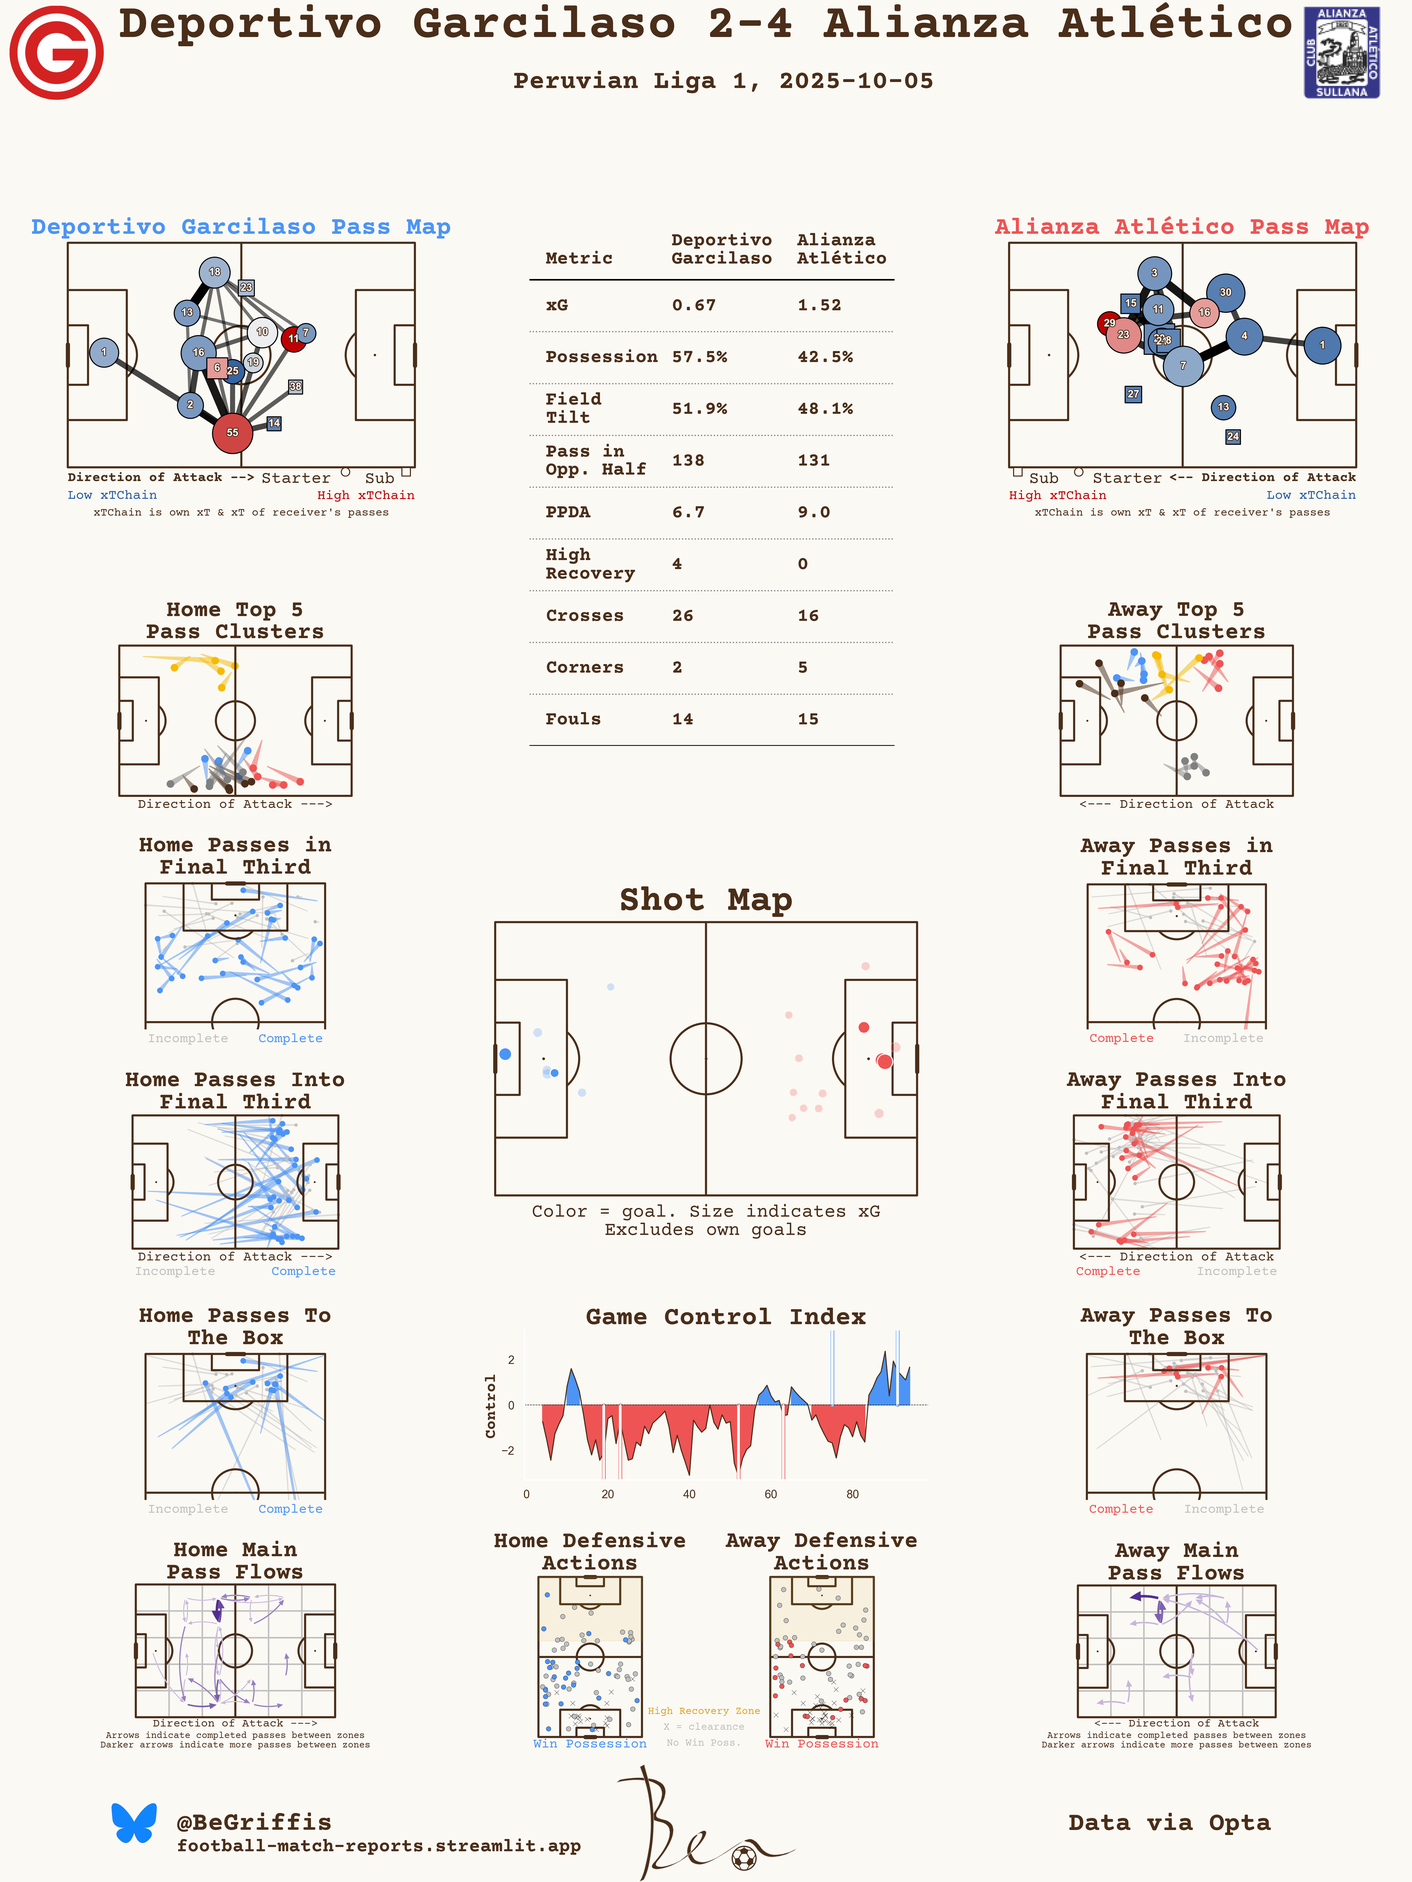 Deportivo Garcilaso 2-4 Alianza Atlético
Peruvian Liga 1, 2025-10-05
ALIANZA
CLUB
ATLÉTICO
SULLANA
Deportivo Garcilaso Pass Map
18
23
13
10
11
7
1
16
19
6
25
38
2
55
14
Direction of Attack --> Starter Sub
Low xTChain High xTChain
xTChain is own xT & xT of receiver's passes
Metric Deportivo Garcilaso Alianza Atlético
xG 0.67 1.52
Possession 57.5% 42.5%
Field Tilt 51.9% 48.1%
Pass in Opp. Half 138 131
PPDA 6.7 9.0
High Recovery 4 0
Crosses 26 16
Corners 2 5
Fouls 14 15
Alianza Atlético Pass Map
3
30
15
11
16
29
23
4
1
7
27
13
24
Sub Starter <-- Direction of Attack
High xTChain Low xTChain
xTChain is own xT & xT of receiver's passes
Home Top 5
Pass Clusters
Direction of Attack --->
Away Top 5
Pass Clusters
<--- Direction of Attack
Home Passes in
Final Third
Incomplete Complete
Away Passes in
Final Third
Complete Incomplete
Shot Map
Color = goal. Size indicates xG
Excludes own goals
Home Passes Into
Final Third
Direction of Attack --->
Incomplete Complete
Away Passes Into
Final Third
<--- Direction of Attack
Complete Incomplete
Home Passes To
The Box
Incomplete Complete
Game Control Index
Control
2
0
−2
0 20 40 60 80
Away Passes To
The Box
Complete Incomplete
Home Main
Pass Flows
Direction of Attack --->
Arrows indicate completed passes between zones
Darker arrows indicate more passes between zones
Home Defensive
Actions
Win Possession
High Recovery Zone
X = clearance
No Win Poss.
Away Defensive
Actions
Win Possession
Away Main
Pass Flows
<--- Direction of Attack
Arrows indicate completed passes between zones
Darker arrows indicate more passes between zones
@BeGriffis
football-match-reports.streamlit.app
Ben
Data via Opta